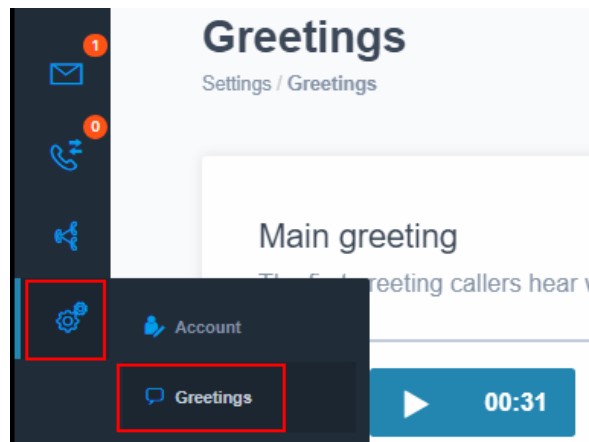 Greetings
Settings / Greetings
1
0
Main greeting
reeting callers hear
Account
Greetings
00:31